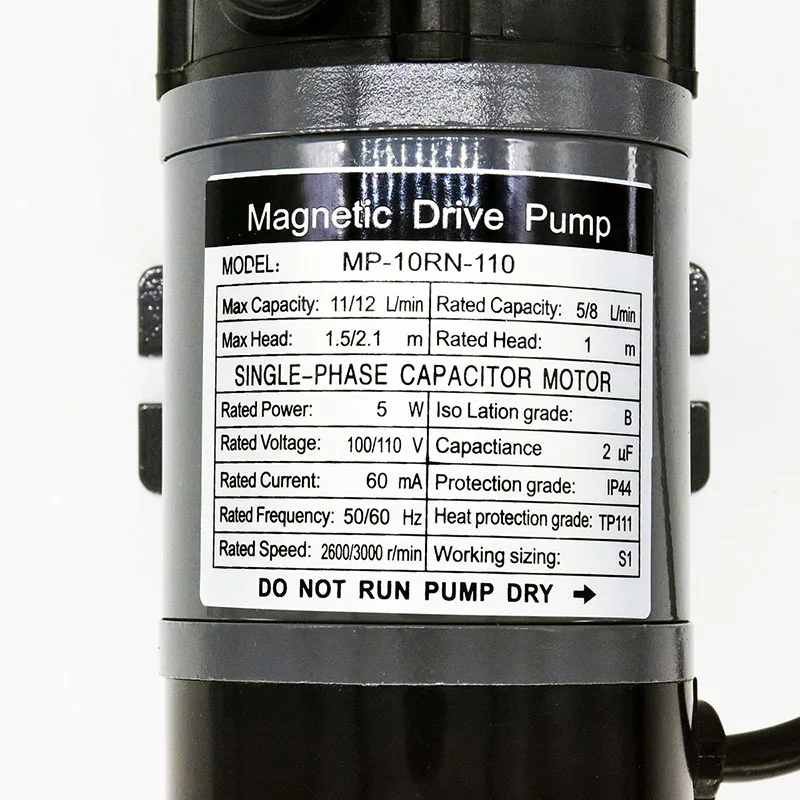 Magnetic Drive Pump
MODEL: MP-10RN-110
Max Capacity: 11/12 L/min Rated Capacity: 5/8 L/min
Max Head: 1.5/2.1 m Rated Head: 1 m
SINGLE-PHASE CAPACITOR MOTOR
Rated Power: 5 W Iso Lation grade: B
Rated Voltage: 100/110 V Capactiance 2 μF
Rated Current: 60 mA Protection grade: IP44
Rated Frequency: 50/60 Hz Heat protection grade: TP111
Rated Speed: 2600/3000 r/min Working sizing: S1
DO NOT RUN PUMP DRY →